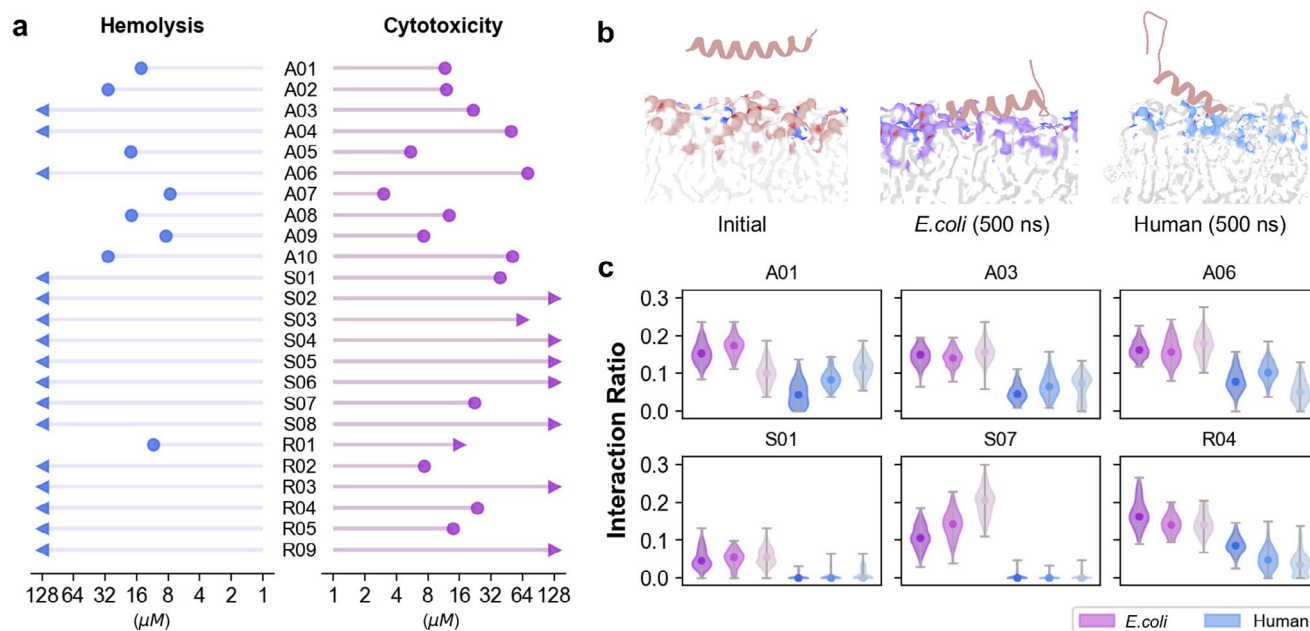 a
Hemolysis
Cytotoxicity
A01
A02
A03
A04
A05
A06
A07
A08
A09
A10
S01
S02
S03
S04
S05
S06
S07
S08
R01
R02
R03
R04
R05
R09
128 64 32 16 8 4 2 1
(μM)
1 2 4 8 16 32 64 128
(μM)
b
Initial
E.coli (500 ns)
Human (500 ns)
c
Interaction Ratio
A01
A03
A06
0.3
0.2
0.1
0.0
S01
S07
R04
0.3
0.2
0.1
0.0
E.coli
Human